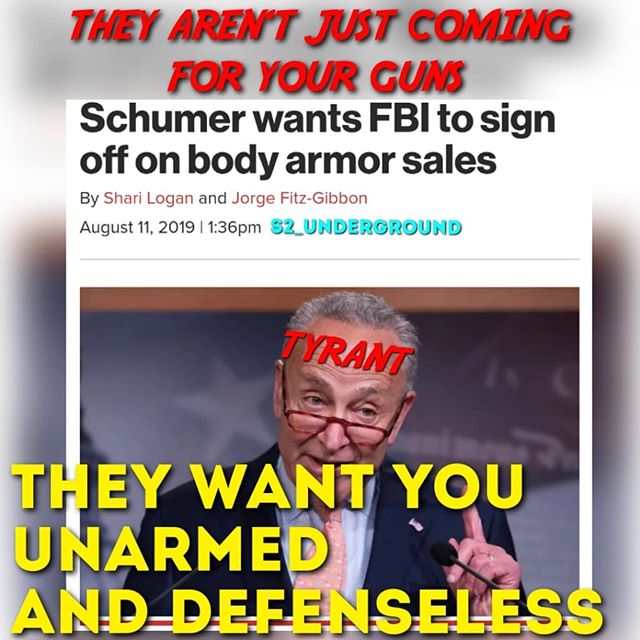 THEY AREN'T JUST COMING
FOR YOUR GUNS
Schumer wants FBI to sign
off on body armor sales
By Shari Logan and Jorge Fitz-Gibbon
August 11, 2019 | 1:36pm S2_UNDERGROUND
TYRANT
THEY WANT YOU
UNARMED
AND DEFENSELESS